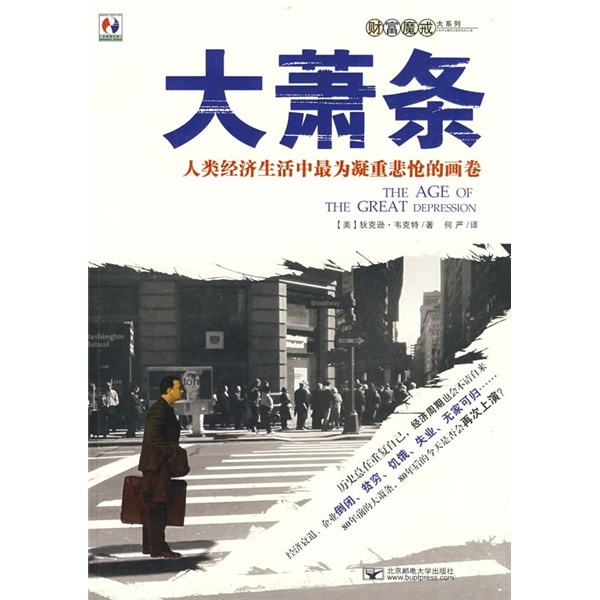 财富魔戒大系列
大萧条
人类经济生活中最为凝重悲怆的画卷
THE AGE OF
THE GREAT DEPRESSION
【美】狄克逊·韦克特/著 何 严/译
Broadway
Washington
Mutual
历史总在重复自己，经济周期也会不请自来
经济衰退、企业倒闭、贫穷、饥饿、失业、无家可归……
80年前的大萧条，80年后的今天是否会再次上演？
北京邮电大学出版社
www.buptpress.com